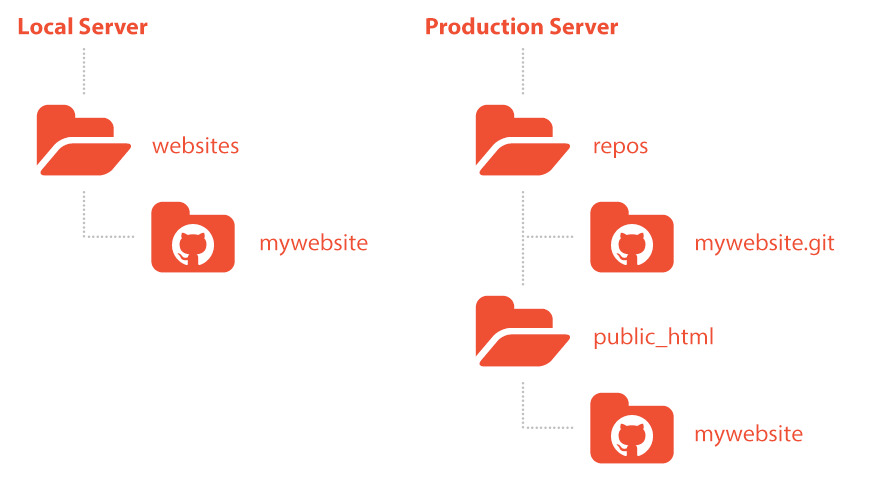 Local Server
websites
mywebsite
Production Server
repos
mywebsite.git
public_html
mywebsite